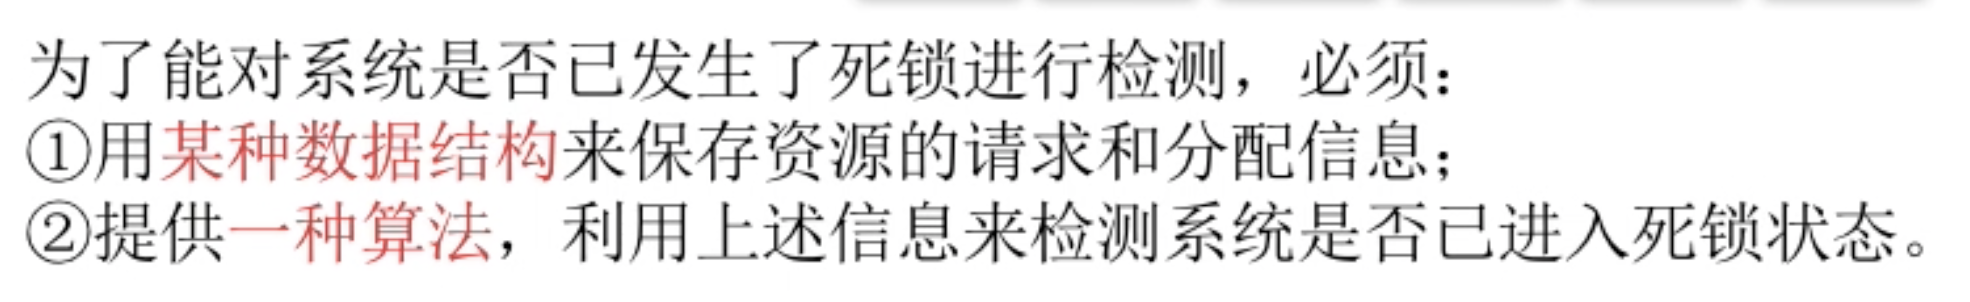 为了能对系统是否已发生了死锁进行检测，必须：
①用某种数据结构来保存资源的请求和分配信息；
②提供一种算法，利用上述信息来检测系统是否已进入死锁状态。